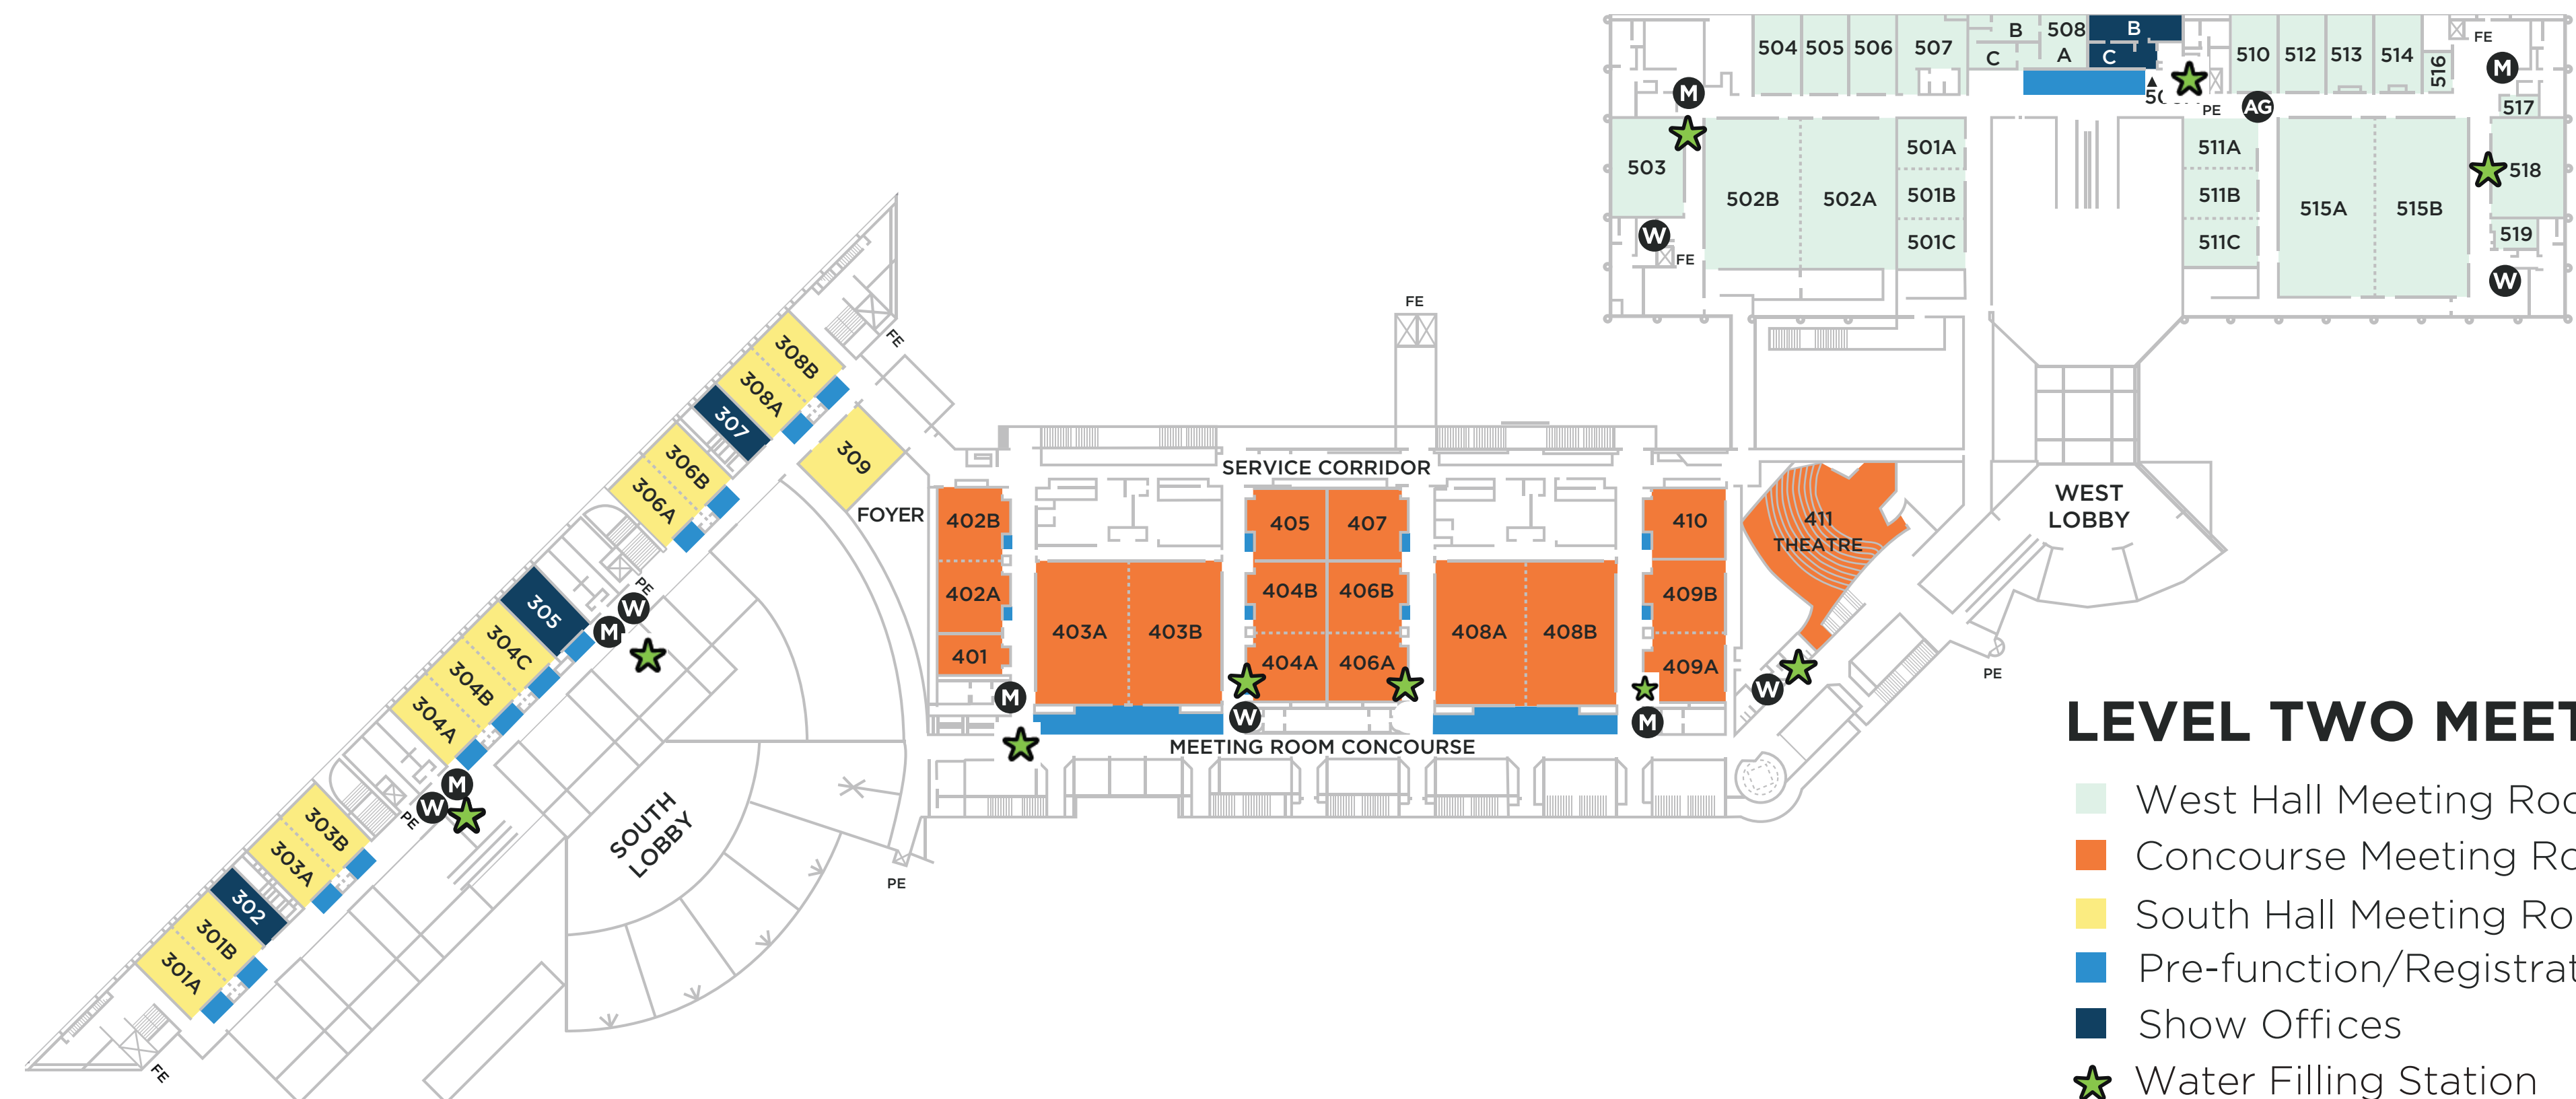 504
505
506
507
B
C
508
A
B
C
510
512
513
514
516
FE
M
517
M
PE
AG
503
502B
502A
501A
501B
501C
511A
511B
511C
515A
515B
518
519
W
FE
W
FE
FE
308B
308A
307
306B
306A
309
FOYER
305
304C
304B
304A
PE
W
M
M
W
PE
303B
303A
302
301B
301A
FE
SOUTH
LOBBY
PE
SERVICE CORRIDOR
402B
402A
401
M
403A
403B
405
407
404B
406B
404A
406A
W
408A
408B
410
409B
409A
M
411
THEATRE
W
MEETING ROOM CONCOURSE
WEST
LOBBY
PE
LEVEL TWO MEET
West Hall Meeting Roo
Concourse Meeting Ro
South Hall Meeting Ro
Pre-function/Registrat
Show Offices
Water Filling Station